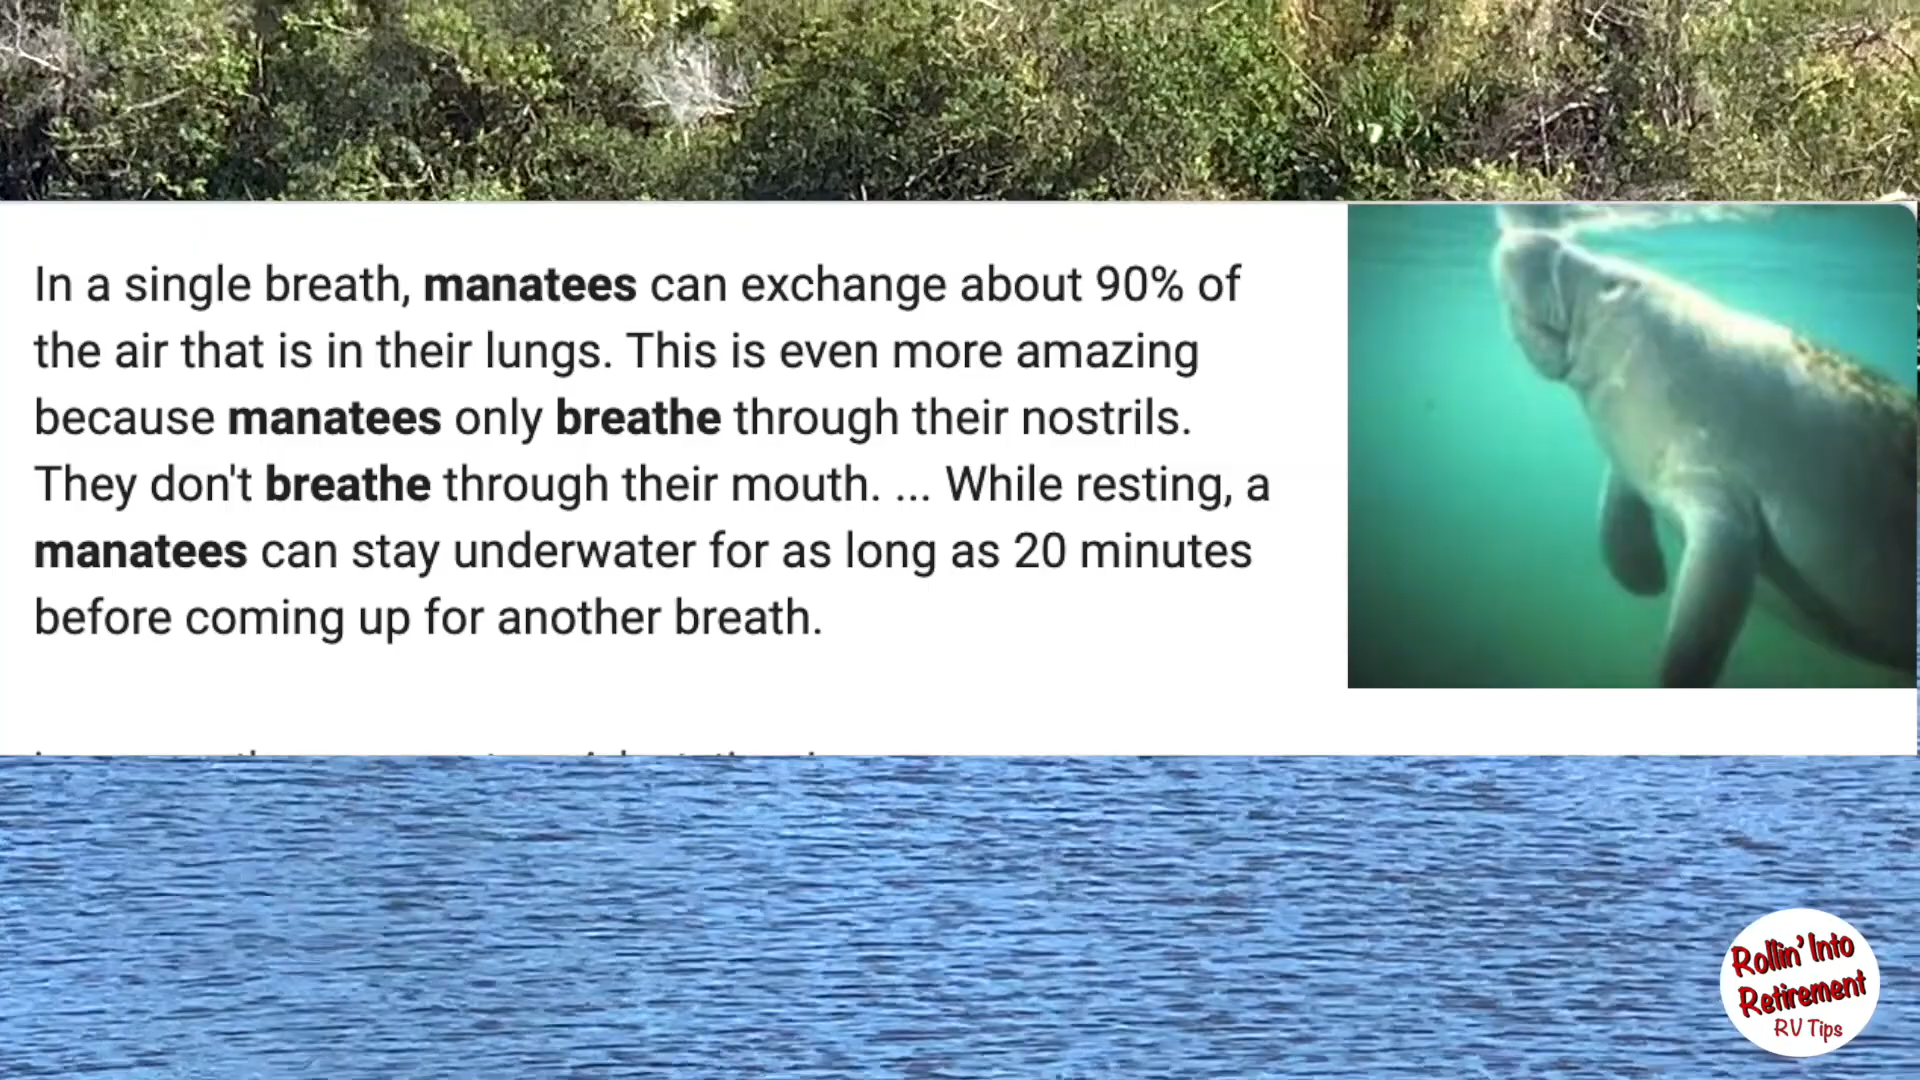 In a single breath, manatees can exchange about 90% of
the air that is in their lungs. This is even more amazing
because manatees only breathe through their nostrils.
They don't breathe through their mouth. ... While resting, a
manatees can stay underwater for as long as 20 minutes
before coming up for another breath.
Rollin' Into
Retirement
RV Tips